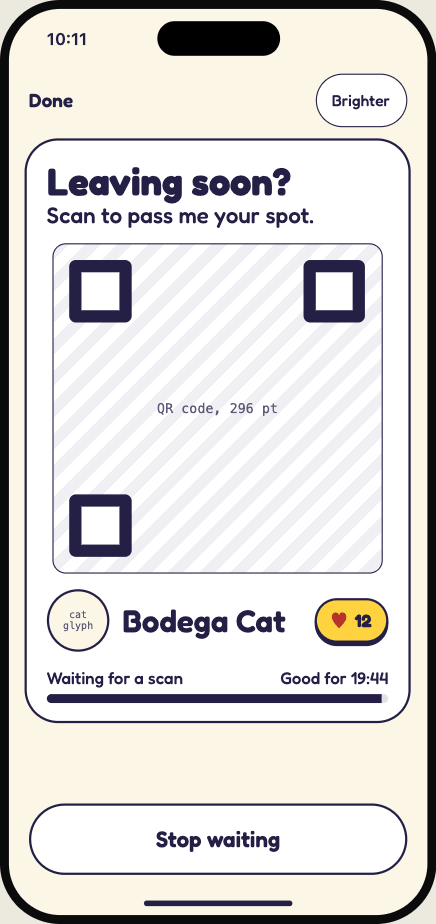 10:11
Done
Brighter
Leaving soon?
Scan to pass me your spot.
QR code, 296 pt
cat
glyph
Bodega Cat
12
Waiting for a scan
Good for 19:44
Stop waiting